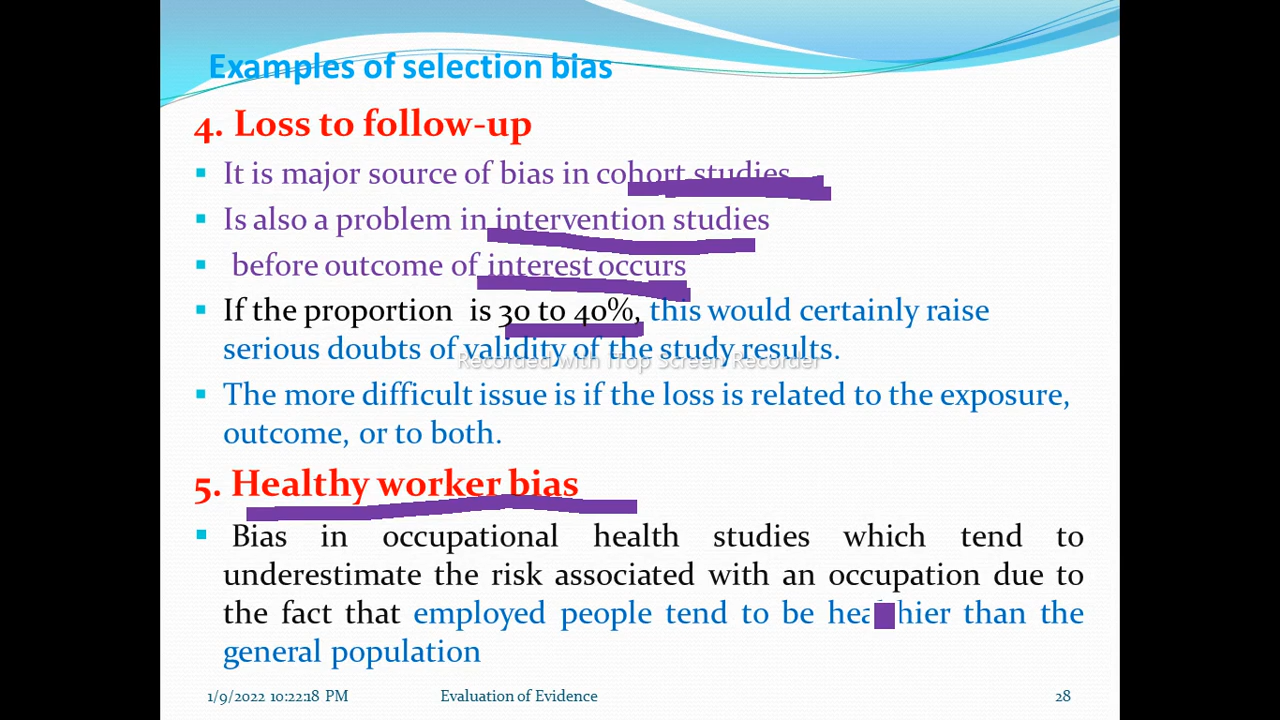 Examples of selection bias
4. Loss to follow-up
▪ It is major source of bias in cohort studies
▪ Is also a problem in intervention studies
▪ before outcome of interest occurs
▪ If the proportion is 30 to 40%, this would certainly raise
serious doubts of validity of the study results.
Recorded with iTop Screen Recorder
▪ The more difficult issue is if the loss is related to the exposure,
outcome, or to both.
5. Healthy worker bias
▪ Bias in occupational health studies which tend to
underestimate the risk associated with an occupation due to
the fact that employed people tend to be healthier than the
general population
1/9/2022 10:22:18 PM Evaluation of Evidence 28